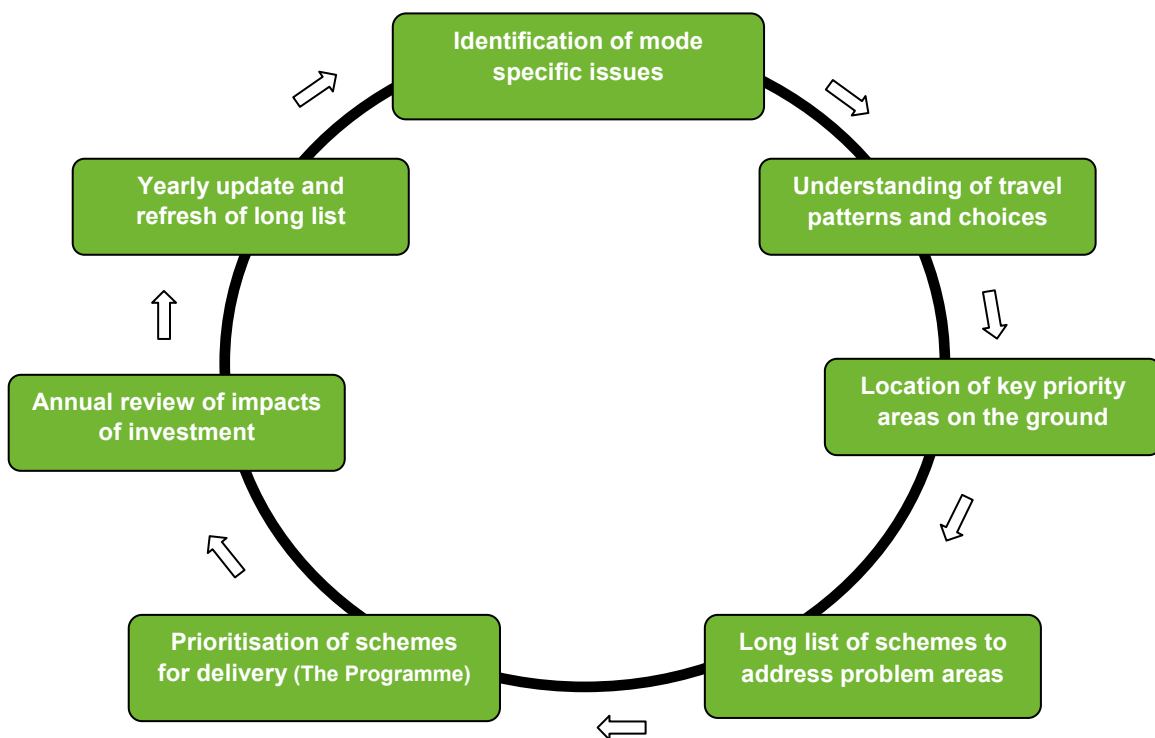 Identification of mode
specific issues
Understanding of travel
patterns and choices
Location of key priority
areas on the ground
Long list of schemes to
address problem areas
Prioritisation of schemes
for delivery (The Programme)
Annual review of impacts
of investment
Yearly update and
refresh of long list